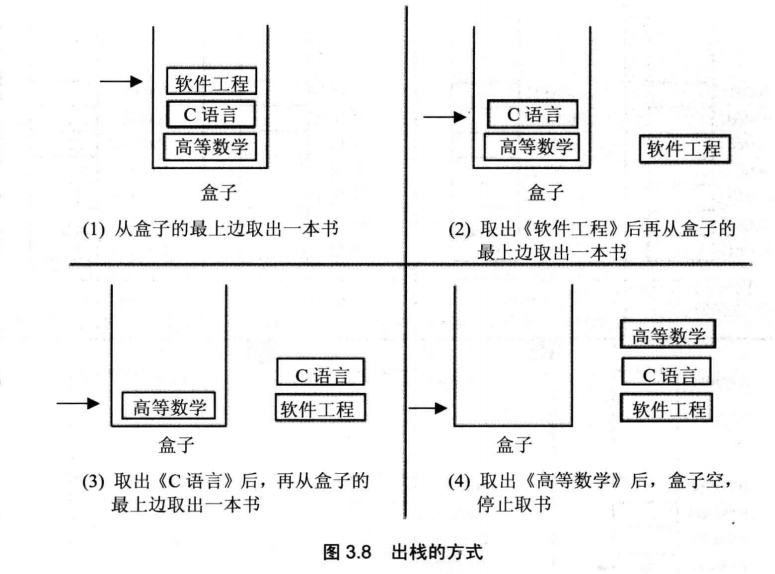 软件工程
C 语言
高等数学
盒子
(1) 从盒子的最上边取出一本书
C 语言
高等数学
软件工程
盒子
(2) 取出《软件工程》后再从盒子的
最上边取出一本书
高等数学
C 语言
软件工程
盒子
(3) 取出《C 语言》后，再从盒子的
最上边取出一本书
高等数学
C 语言
软件工程
盒子
(4) 取出《高等数学》后，盒子空，
停止取书
图 3.8 出栈的方式